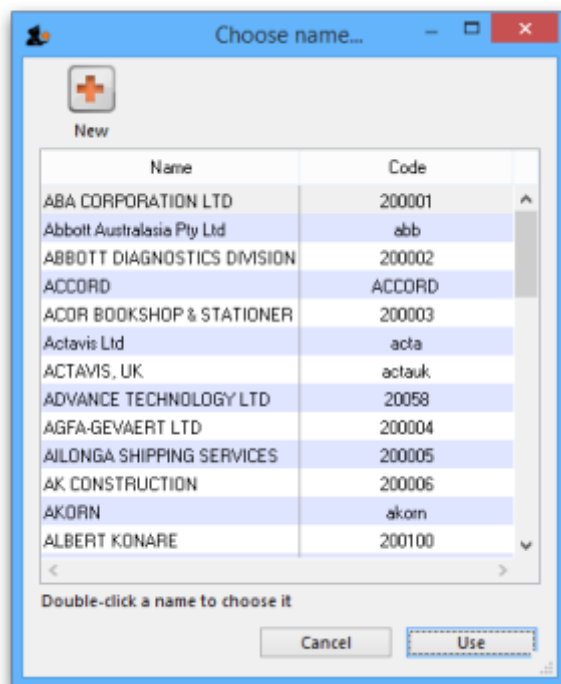 Choose name...
New
Name Code
ABA CORPORATION LTD 200001
Abbott Australasia Pty Ltd abb
ABBOTT DIAGNOSTICS DIVISION 200002
ACCORD ACCORD
ACOR BOOKSHOP & STATIONER 200003
Actavis Ltd acta
ACTAVIS, UK actauk
ADVANCE TECHNOLOGY LTD 20058
AGFA-GEVAERT LTD 200004
AILONGA SHIPPING SERVICES 200005
AK CONSTRUCTION 200006
AKORN akorn
ALBERT KONARE 200100
Double-click a name to choose it
Cancel Use